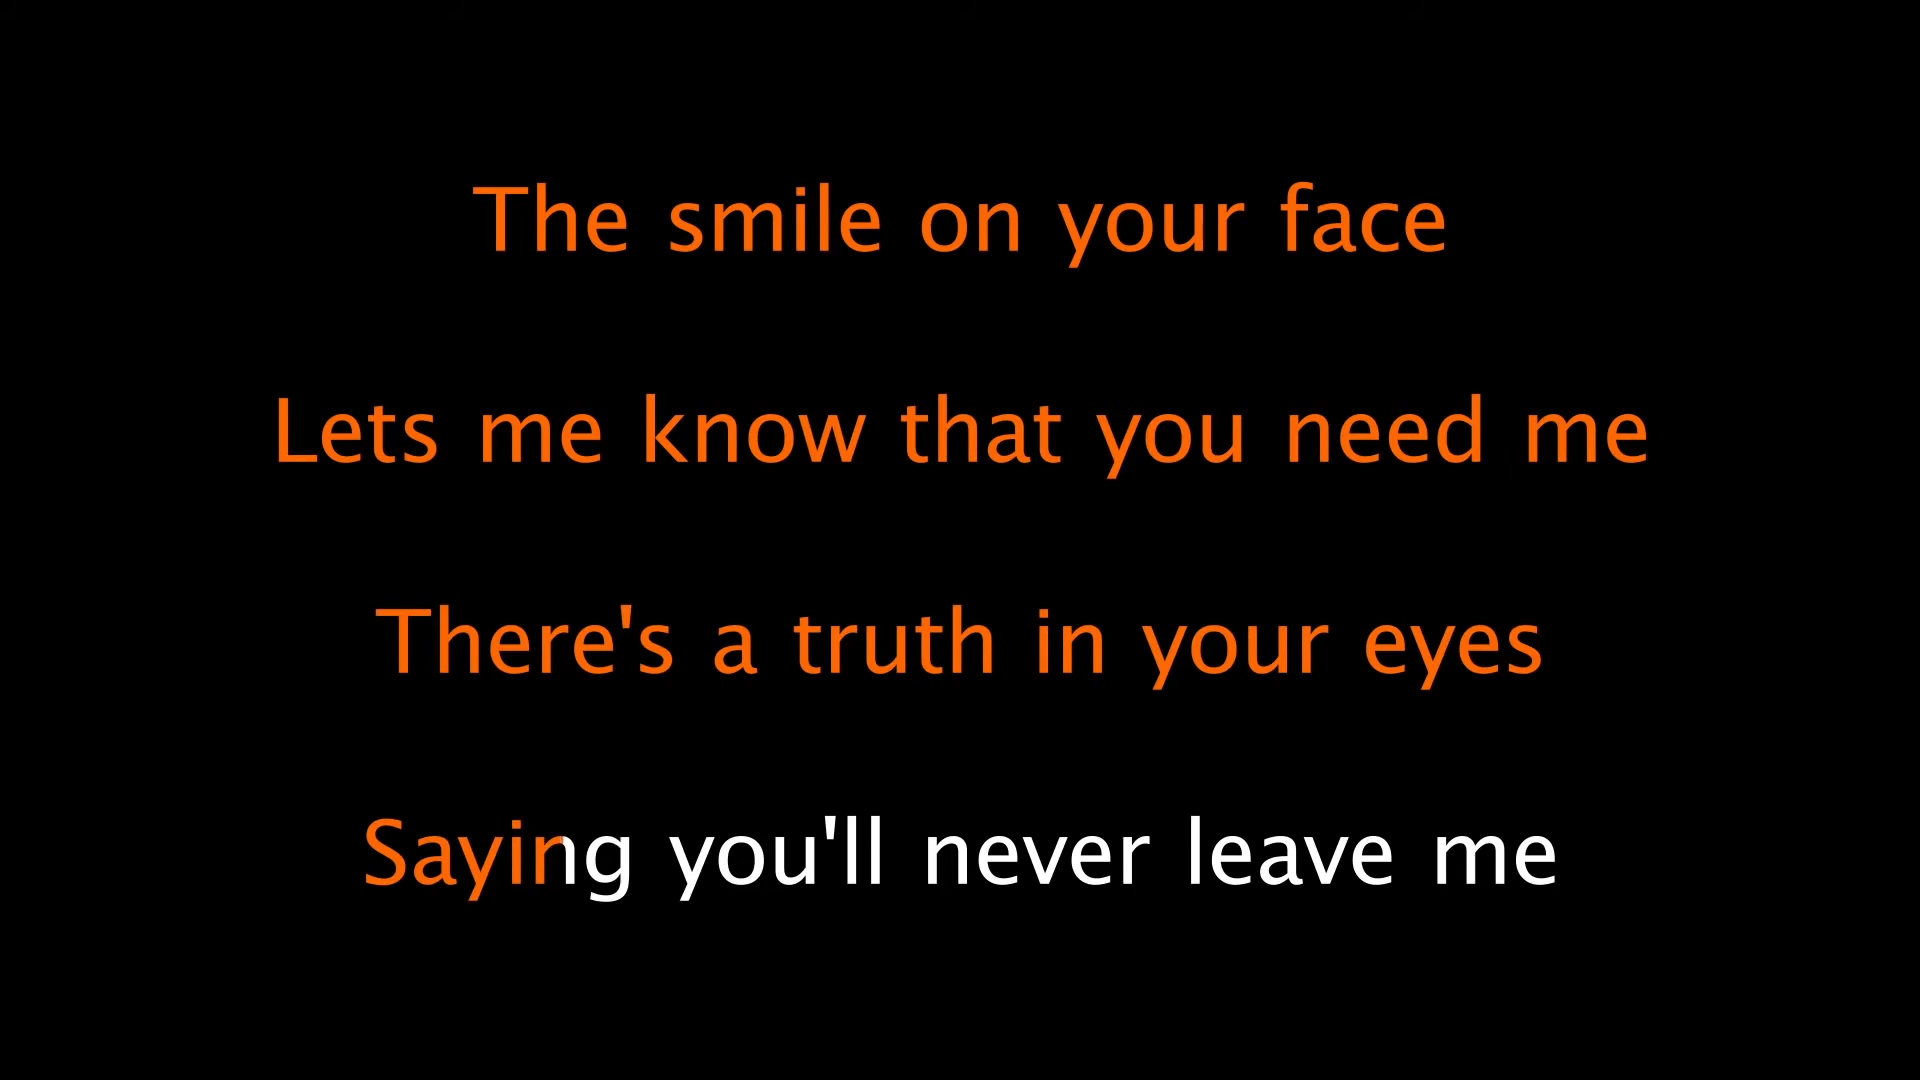 The smile on your face
Lets me know that you need me
There's a truth in your eyes
Saying you'll never leave me